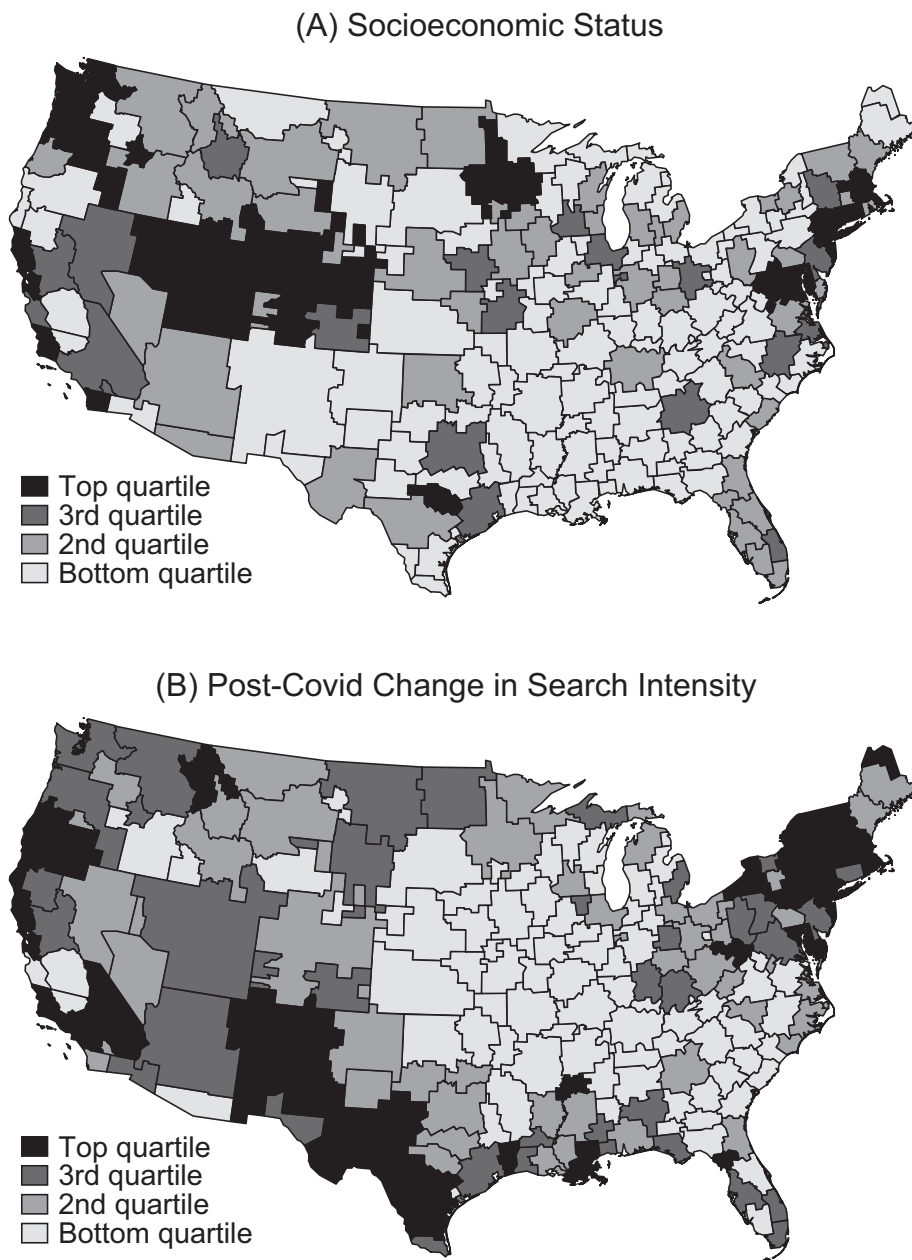 (A) Socioeconomic Status
Top quartile
3rd quartile
2nd quartile
Bottom quartile
(B) Post-Covid Change in Search Intensity
Top quartile
3rd quartile
2nd quartile
Bottom quartile